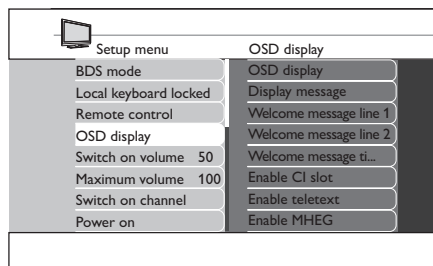 Setup menu
BDS mode
Local keyboard locked
Remote control
OSD display
Switch on volume 50
Maximum volume 100
Switch on channel
Power on
OSD display
OSD display
Display message
Welcome message line 1
Welcome message line 2
Welcome message ti...
Enable CI slot
Enable teletext
Enable MHEG